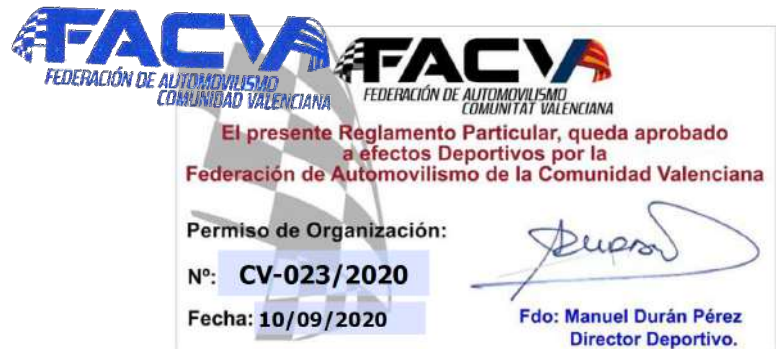 FACV
FEDERACIÓN DE AUTOMOVILISMO
COMUNIDAD VALENCIANA
FACV
FEDERACIÓN DE AUTOMOVILISMO
COMUNITAT VALENCIANA
El presente Reglamento Particular, queda aprobado
a efectos Deportivos por la
Federación de Automovilismo de la Comunidad Valenciana
Permiso de Organización:
Nº: CV-023/2020
Fecha: 10/09/2020
Fdo: Manuel Durán Pérez
Director Deportivo.